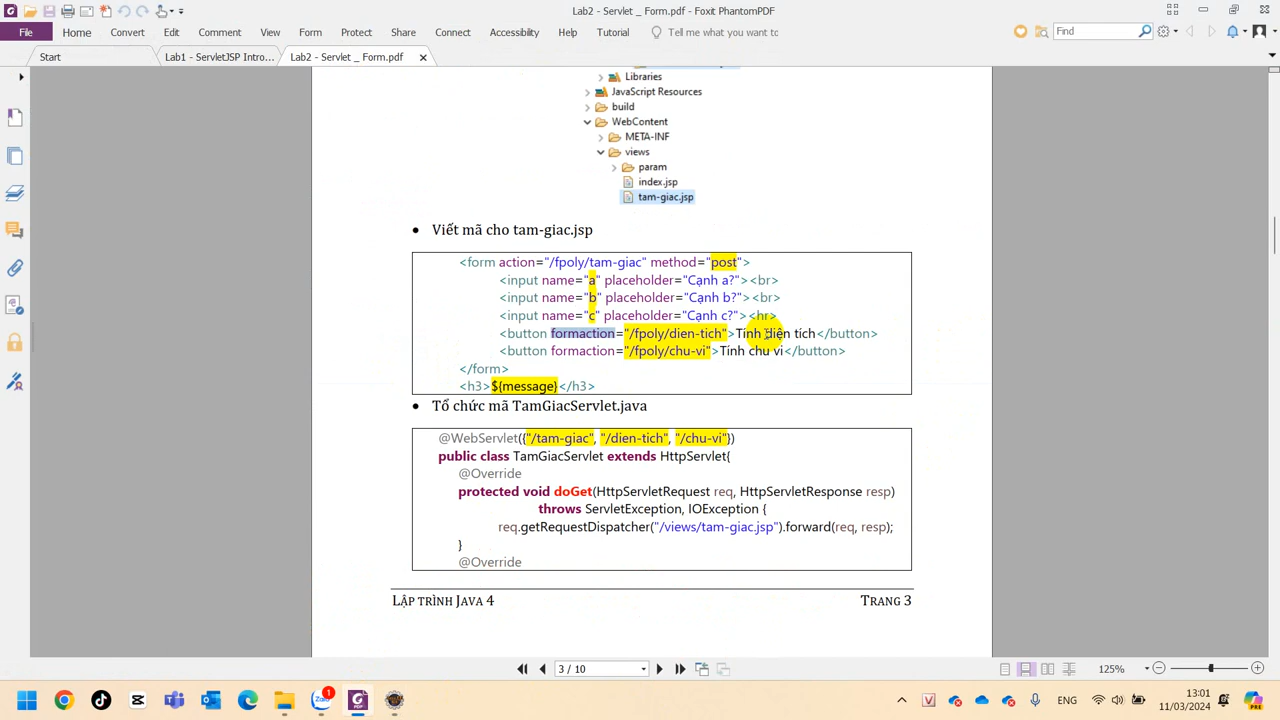 Lab2 - Servlet _ Form.pdf - Foxit PhantomPDF
File Home Convert Edit Comment View Form Protect Share Connect Accessibility Help Tutorial Tell me what you want to Find
Start Lab1 - ServletJSP Intro... Lab2 - Servlet _ Form.pdf
Libraries
JavaScript Resources
build
WebContent
META-INF
views
param
index.jsp
tam-giac.jsp
• Viết mã cho tam-giac.jsp
<form action="/fpoly/tam-giac" method="post">
<input name="a" placeholder="Cạnh a?"><br>
<input name="b" placeholder="Cạnh b?"><br>
<input name="c" placeholder="Cạnh c?"><hr>
<button formaction="/fpoly/dien-tich">Tính diện tích</button>
<button formaction="/fpoly/chu-vi">Tính chu vi</button>
</form>
<h3>${message}</h3>
• Tổ chức mã TamGiacServlet.java
@WebServlet({"/tam-giac", "/dien-tich", "/chu-vi"})
public class TamGiacServlet extends HttpServlet{
@Override
protected void doGet(HttpServletRequest req, HttpServletResponse resp)
throws ServletException, IOException {
req.getRequestDispatcher("/views/tam-giac.jsp").forward(req, resp);
}
@Override
LẬP TRÌNH JAVA 4 TRANG 3
3 / 10 125%
1 ENG 13:01
11/03/2024